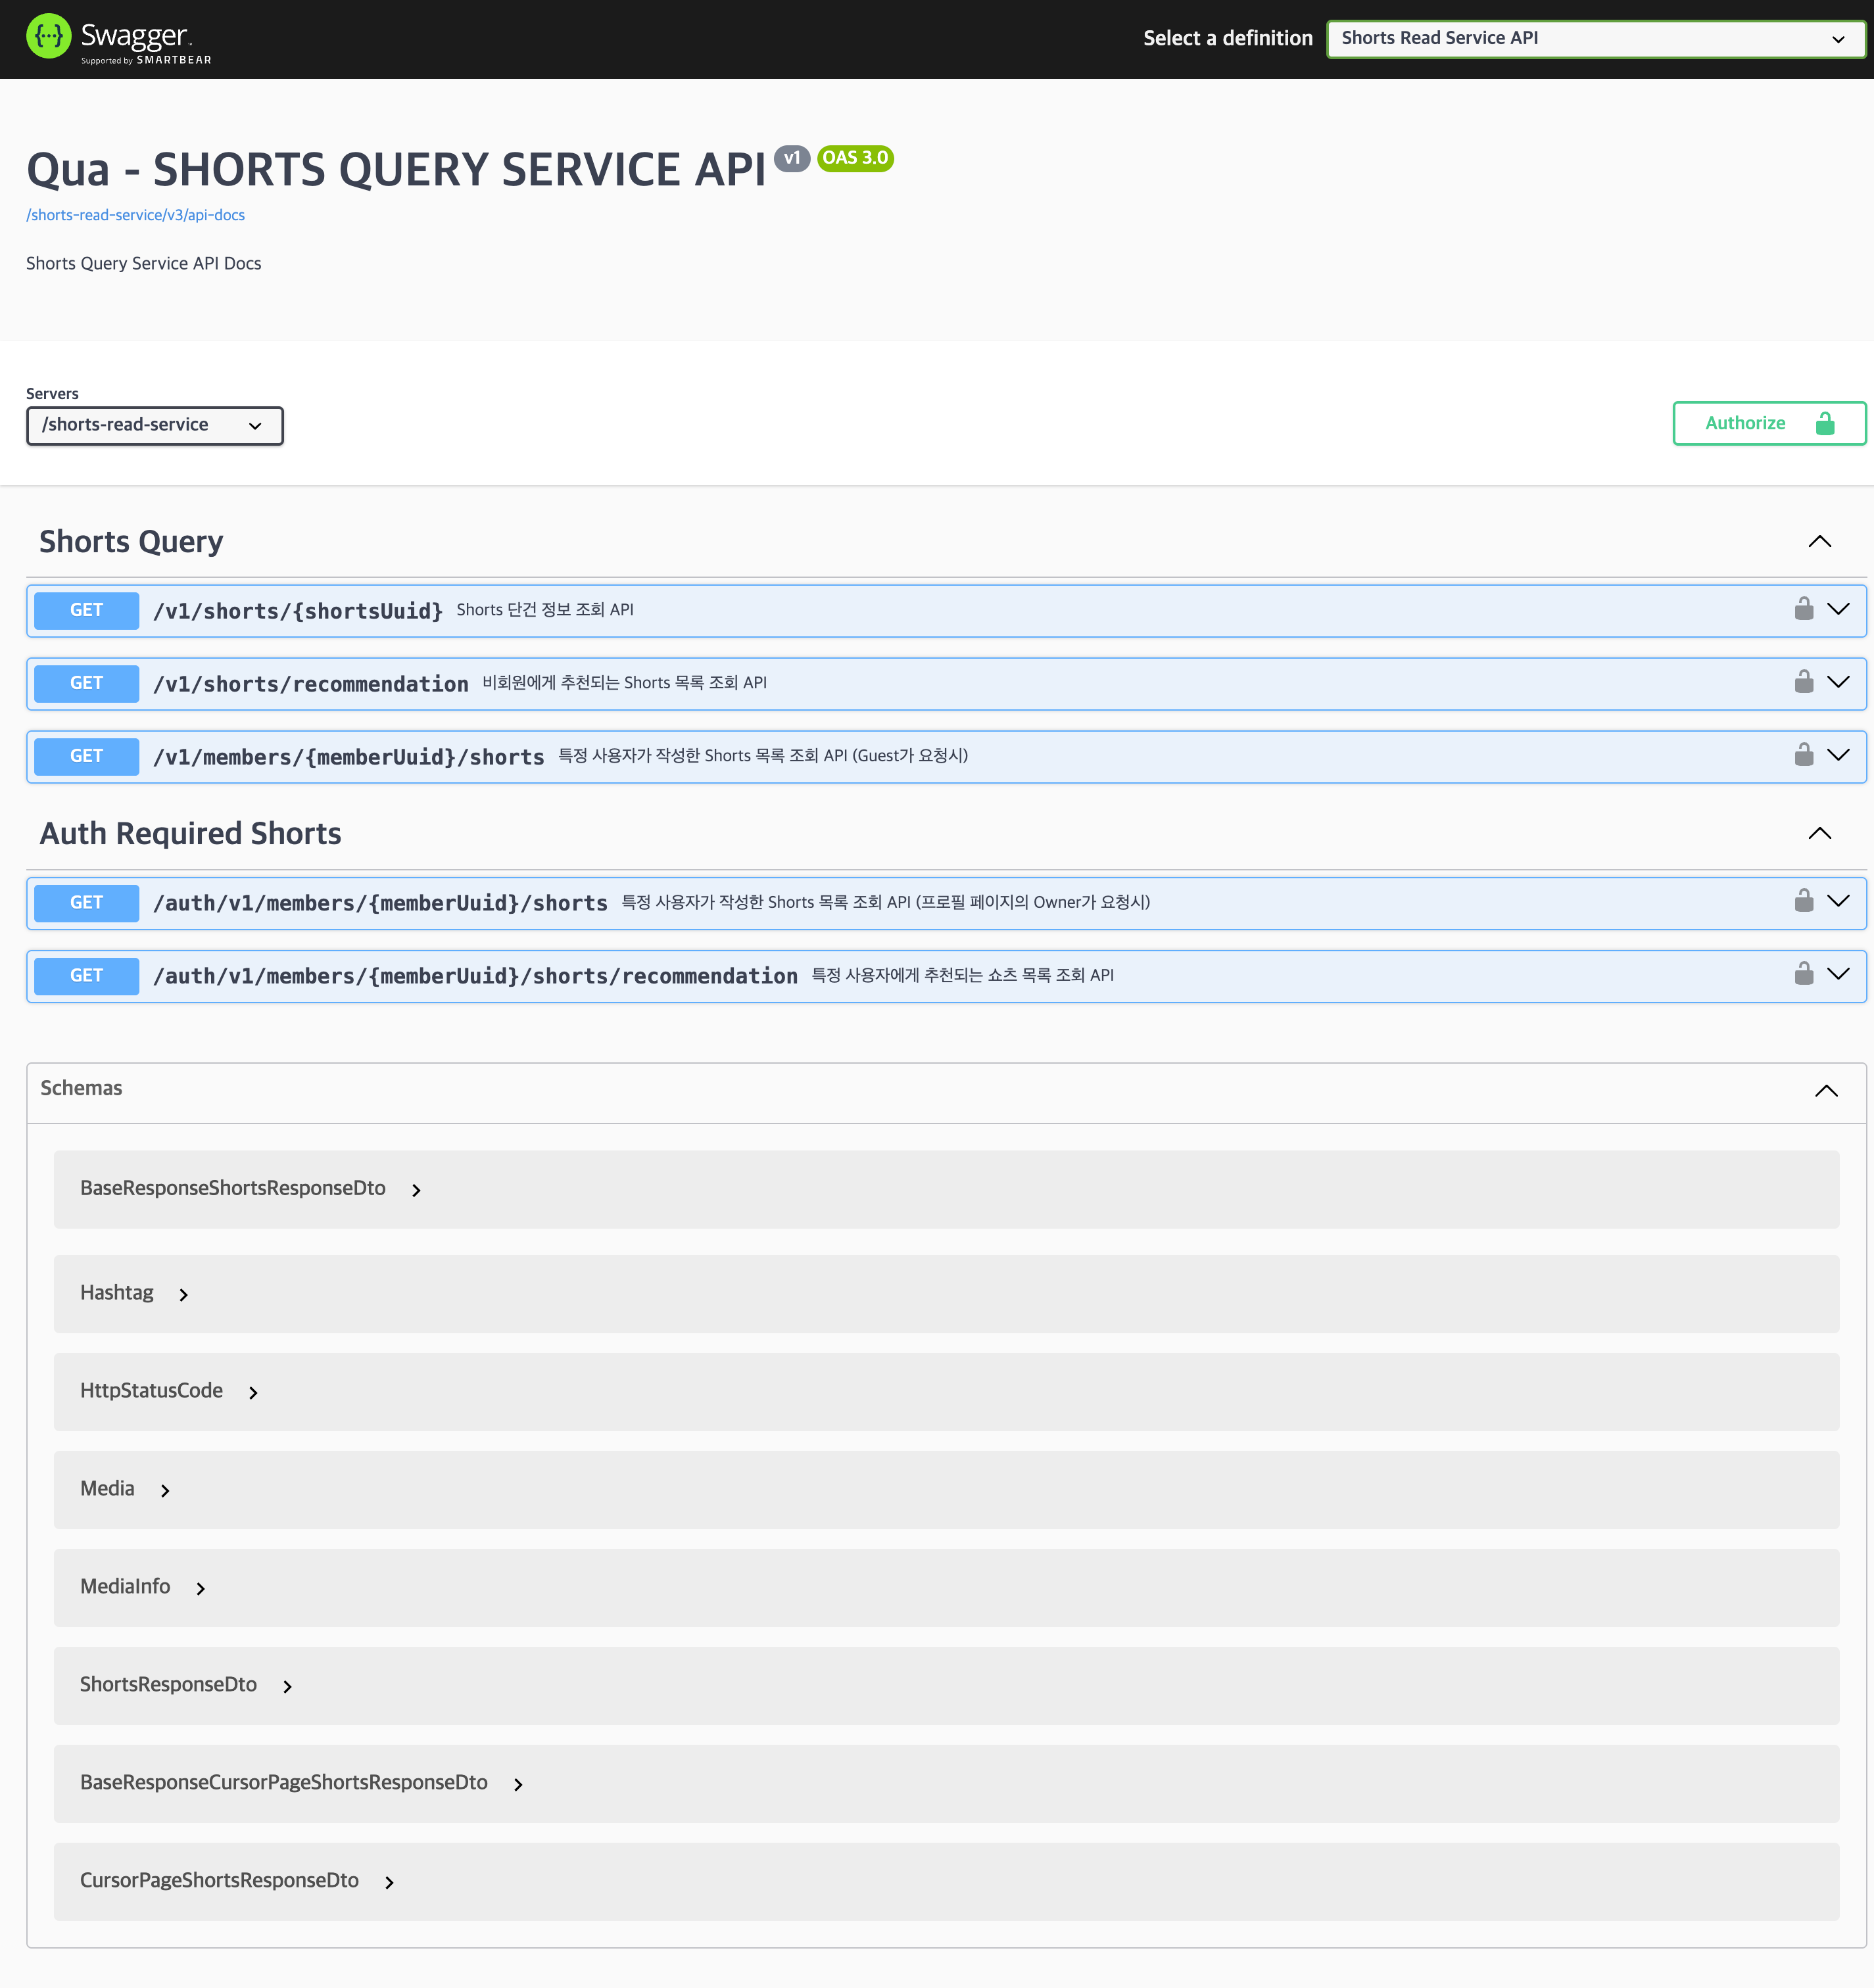 Swagger
Supported by SMARTBEAR
Select a definition
Shorts Read Service API
Qua - SHORTS QUERY SERVICE API v1 OAS 3.0
/shorts-read-service/v3/api-docs
Shorts Query Service API Docs
Servers
/shorts-read-service
Authorize
Shorts Query
GET /v1/shorts/{shortsUuid} Shorts 단건 정보 조회 API
GET /v1/shorts/recommendation 비회원에게 추천되는 Shorts 목록 조회 API
GET /v1/members/{memberUuid}/shorts 특정 사용자가 작성한 Shorts 목록 조회 API (Guest가 요청시)
Auth Required Shorts
GET /auth/v1/members/{memberUuid}/shorts 특정 사용자가 작성한 Shorts 목록 조회 API (프로필 페이지의 Owner가 요청시)
GET /auth/v1/members/{memberUuid}/shorts/recommendation 특정 사용자에게 추천되는 쇼츠 목록 조회 API
Schemas
BaseResponseShortsResponseDto
Hashtag
HttpStatusCode
Media
MediaInfo
ShortsResponseDto
BaseResponseCursorPageShortsResponseDto
CursorPageShortsResponseDto